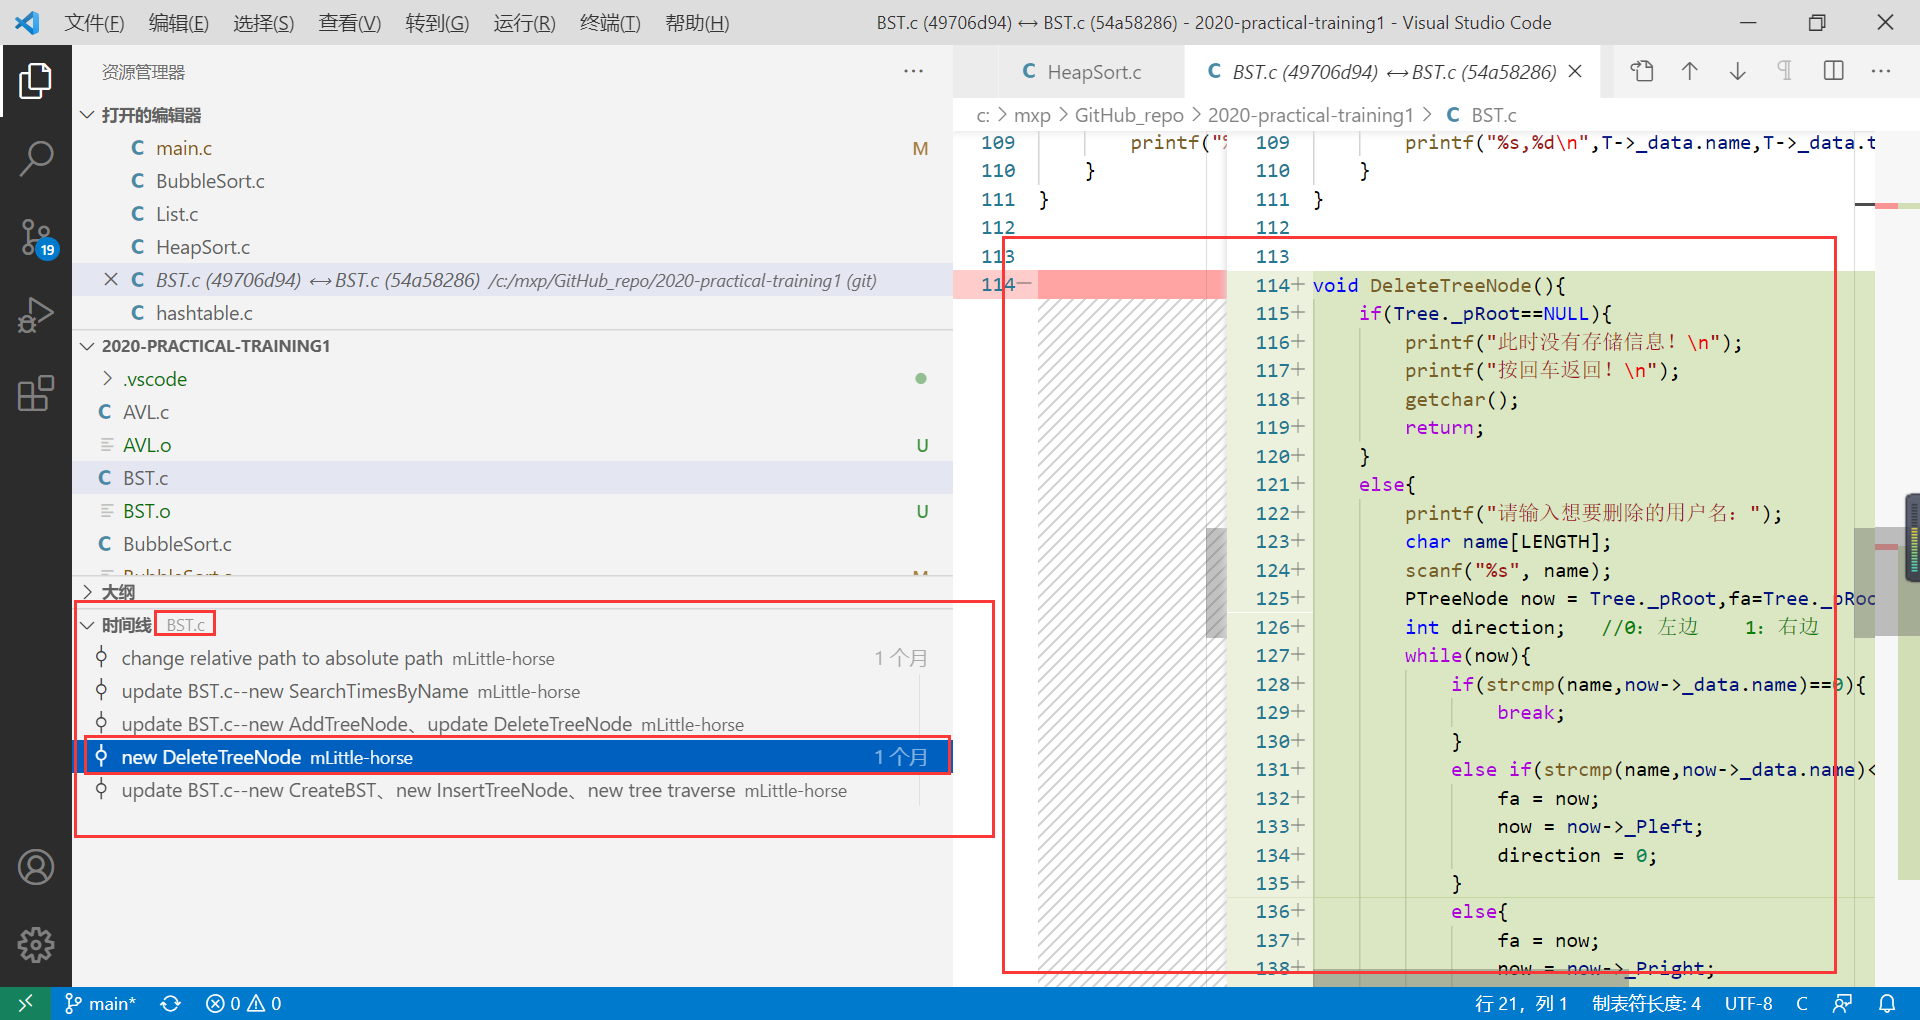 文件(F) 编辑(E) 选择(S) 查看(V) 转到(G) 运行(R) 终端(T) 帮助(H) BST.c (49706d94) ↔ BST.c (54a58286) - 2020-practical-training1 - Visual Studio Code
资源管理器 ···
打开的编辑器
C main.c M
C BubbleSort.c
C List.c
C HeapSort.c
C BST.c (49706d94) ↔ BST.c (54a58286) /c:/mxp/GitHub_repo/2020-practical-training1 (git)
C hashtable.c
2020-PRACTICAL-TRAINING1
.vscode
C AVL.c
AVL.o U
C BST.c
BST.o U
C BubbleSort.c
BubbleSort.o M
大纲
时间线 BST.c
change relative path to absolute path mLittle-horse 1 个月
update BST.c--new SearchTimesByName mLittle-horse
update BST.c--new AddTreeNode、update DeleteTreeNode mLittle-horse
new DeleteTreeNode mLittle-horse 1 个月
update BST.c--new CreateBST、new InsertTreeNode、new tree traverse mLittle-horse
19
C HeapSort.c
C BST.c (49706d94) ↔ BST.c (54a58286)
c: > mxp > GitHub_repo > 2020-practical-training1 > C BST.c
109 printf("%
110 }
111 }
112
113
114−
109 printf("%s,%d\n",T->_data.name,T->_data.t
110 }
111 }
112
113
114+ void DeleteTreeNode(){
115+ if(Tree._pRoot==NULL){
116+ printf("此时没有存储信息！\n");
117+ printf("按回车返回！\n");
118+ getchar();
119+ return;
120+ }
121+ else{
122+ printf("请输入想要删除的用户名：");
123+ char name[LENGTH];
124+ scanf("%s", name);
125+ PTreeNode now = Tree._pRoot,fa=Tree._pRoo
126+ int direction; //0：左边 1：右边
127+ while(now){
128+ if(strcmp(name,now->_data.name)==0){
129+ break;
130+ }
131+ else if(strcmp(name,now->_data.name)<
132+ fa = now;
133+ now = now->_Pleft;
134+ direction = 0;
135+ }
136+ else{
137+ fa = now;
138+ now = now->_Pright;
main* 0 0 行 21，列 1 制表符长度: 4 UTF-8 C